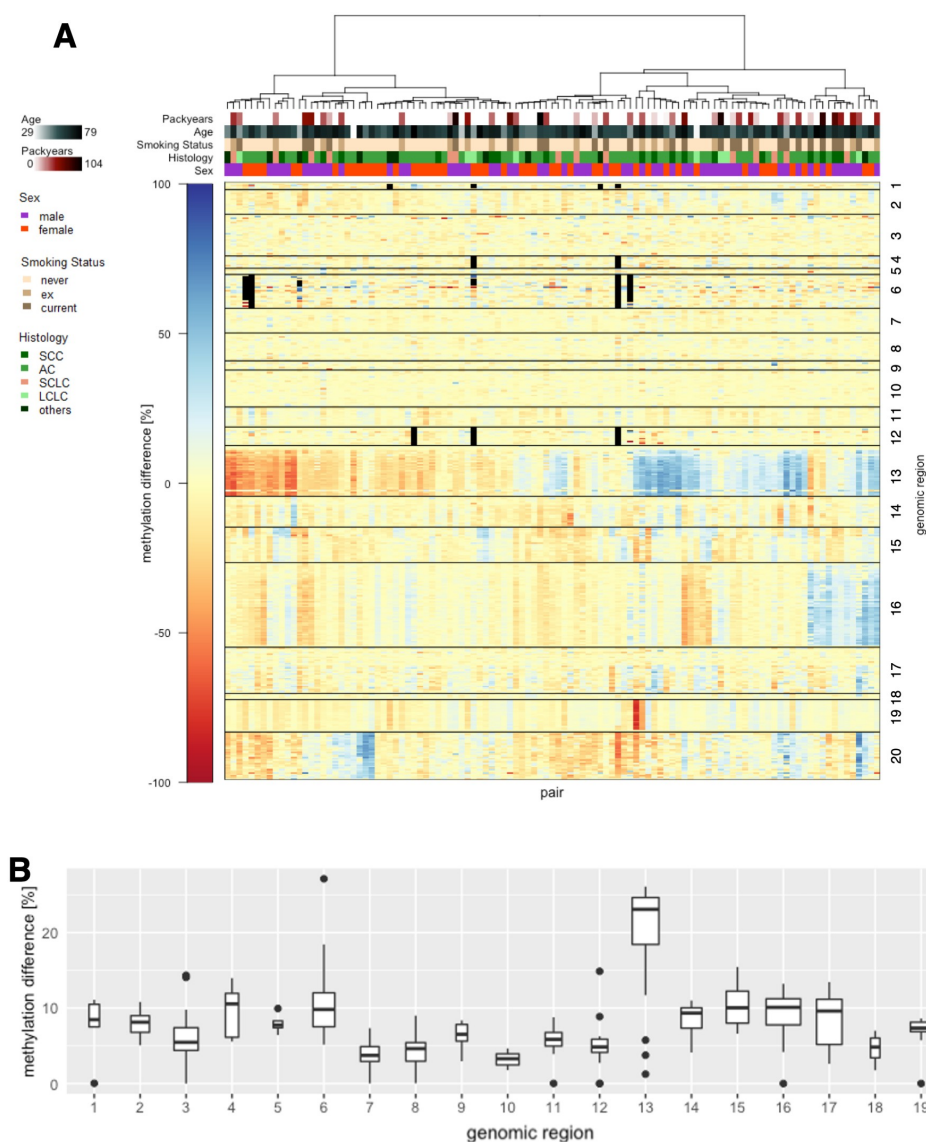 A
Age
29 79
Packyears
0 104
Packyears
Age
Smoking Status
Histology
Sex
Sex
male
female
Smoking Status
never
ex
current
Histology
SCC
AC
SCLC
LCLC
others
methylation difference [%]
100
50
0
-50
-100
1
2
3
4
5
6
7
8
9
10
11
12
13
14
15
16
17
18
19
20
genomic region
pair
B
methylation difference [%]
20
10
0
1 2 3 4 5 6 7 8 9 10 11 12 13 14 15 16 17 18 19
genomic region